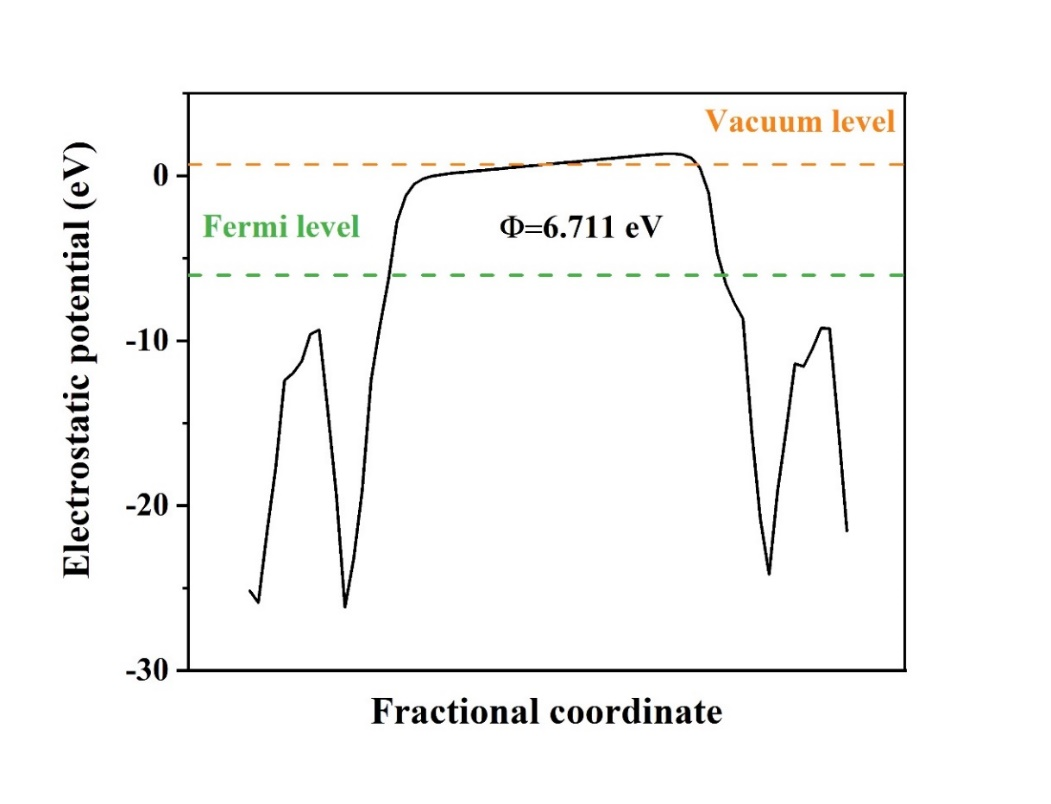 Vacuum level
0
Fermi level
Φ=6.711 eV
-10
-20
-30
Electrostatic potential (eV)
Fractional coordinate